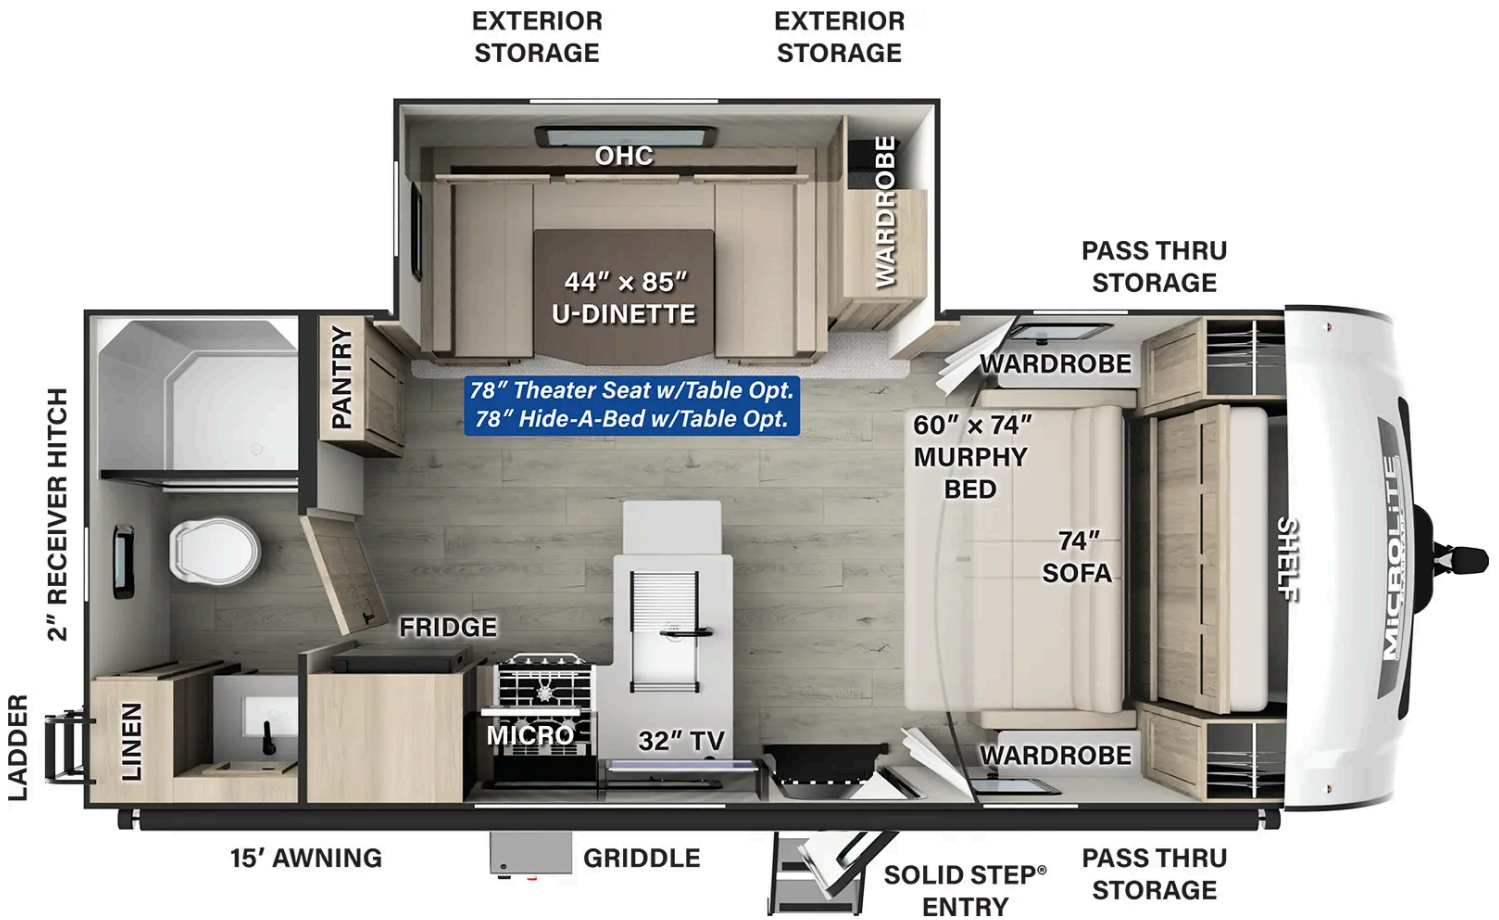 EXTERIOR
STORAGE
EXTERIOR
STORAGE
OHC
WARDROBE
44" × 85"
U-DINETTE
PASS THRU
STORAGE
PANTRY
78" Theater Seat w/Table Opt.
78" Hide-A-Bed w/Table Opt.
WARDROBE
60" × 74"
MURPHY
BED
74"
SOFA
SHELF
MiCROLiTE
2" RECEIVER HITCH
FRIDGE
LADDER
LINEN
MICRO
32" TV
WARDROBE
15' AWNING
GRIDDLE
SOLID STEP®
ENTRY
PASS THRU
STORAGE